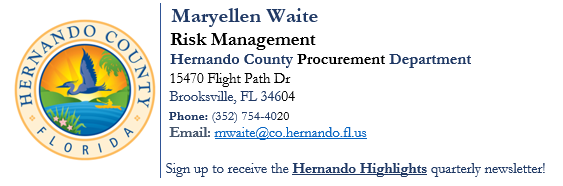 HERNANDO COUNTY
FLORIDA
Maryellen Waite
Risk Management
Hernando County Procurement Department
15470 Flight Path Dr
Brooksville, FL 34604
Phone: (352) 754-4020
Email: mwaite@co.hernando.fl.us
Sign up to receive the Hernando Highlights quarterly newsletter!